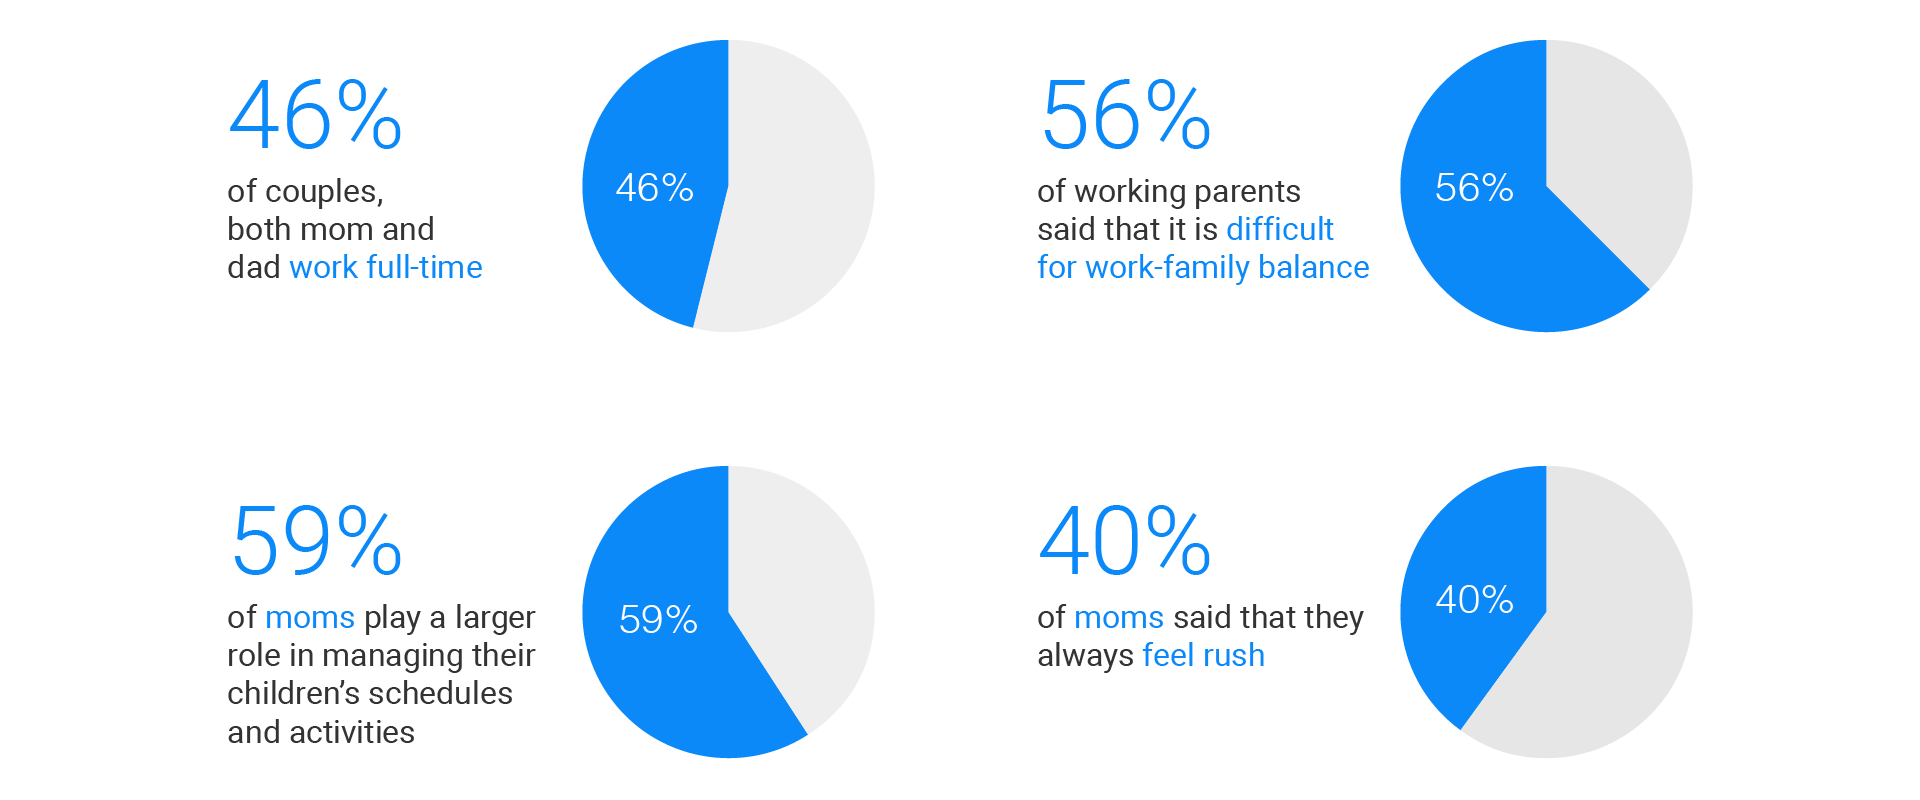 46%
of couples,
both mom and
dad work full-time
46%
56%
of working parents
said that it is difficult
for work-family balance
56%
59%
of moms play a larger
role in managing their
children’s schedules
and activities
59%
40%
of moms said that they
always feel rush
40%